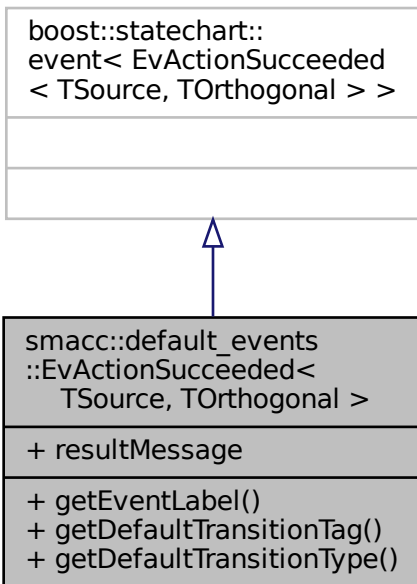 boost::statechart::
event< EvActionSucceeded
< TSource, TOrthogonal > >
smacc::default_events
::EvActionSucceeded<
TSource, TOrthogonal >
+ resultMessage
+ getEventLabel()
+ getDefaultTransitionTag()
+ getDefaultTransitionType()